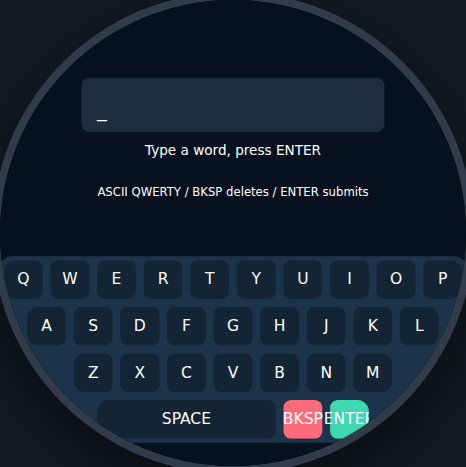 _
Type a word, press ENTER
ASCII QWERTY / BKSP deletes / ENTER submits
Q W E R T Y U I O P
A S D F G H J K L
Z X C V B N M
SPACE BKSP ENTER